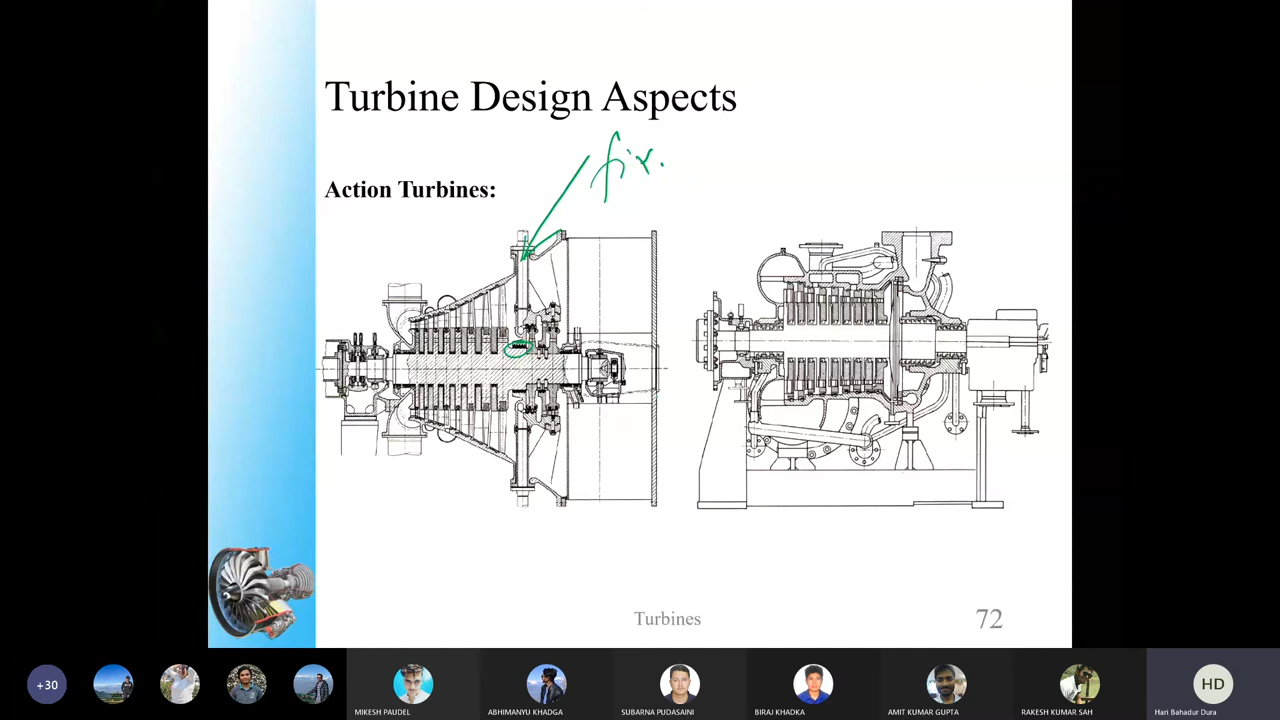 Turbine Design Aspects
fix.
Action Turbines:
Turbines
72
+30
MIKESH PAUDEL
ABHIMANYU KHADGA
SUBARNA PUDASAINI
BIRAJ KHADKA
AMIT KUMAR GUPTA
RAKESH KUMAR SAH
HD
Hari Bahadur Dura